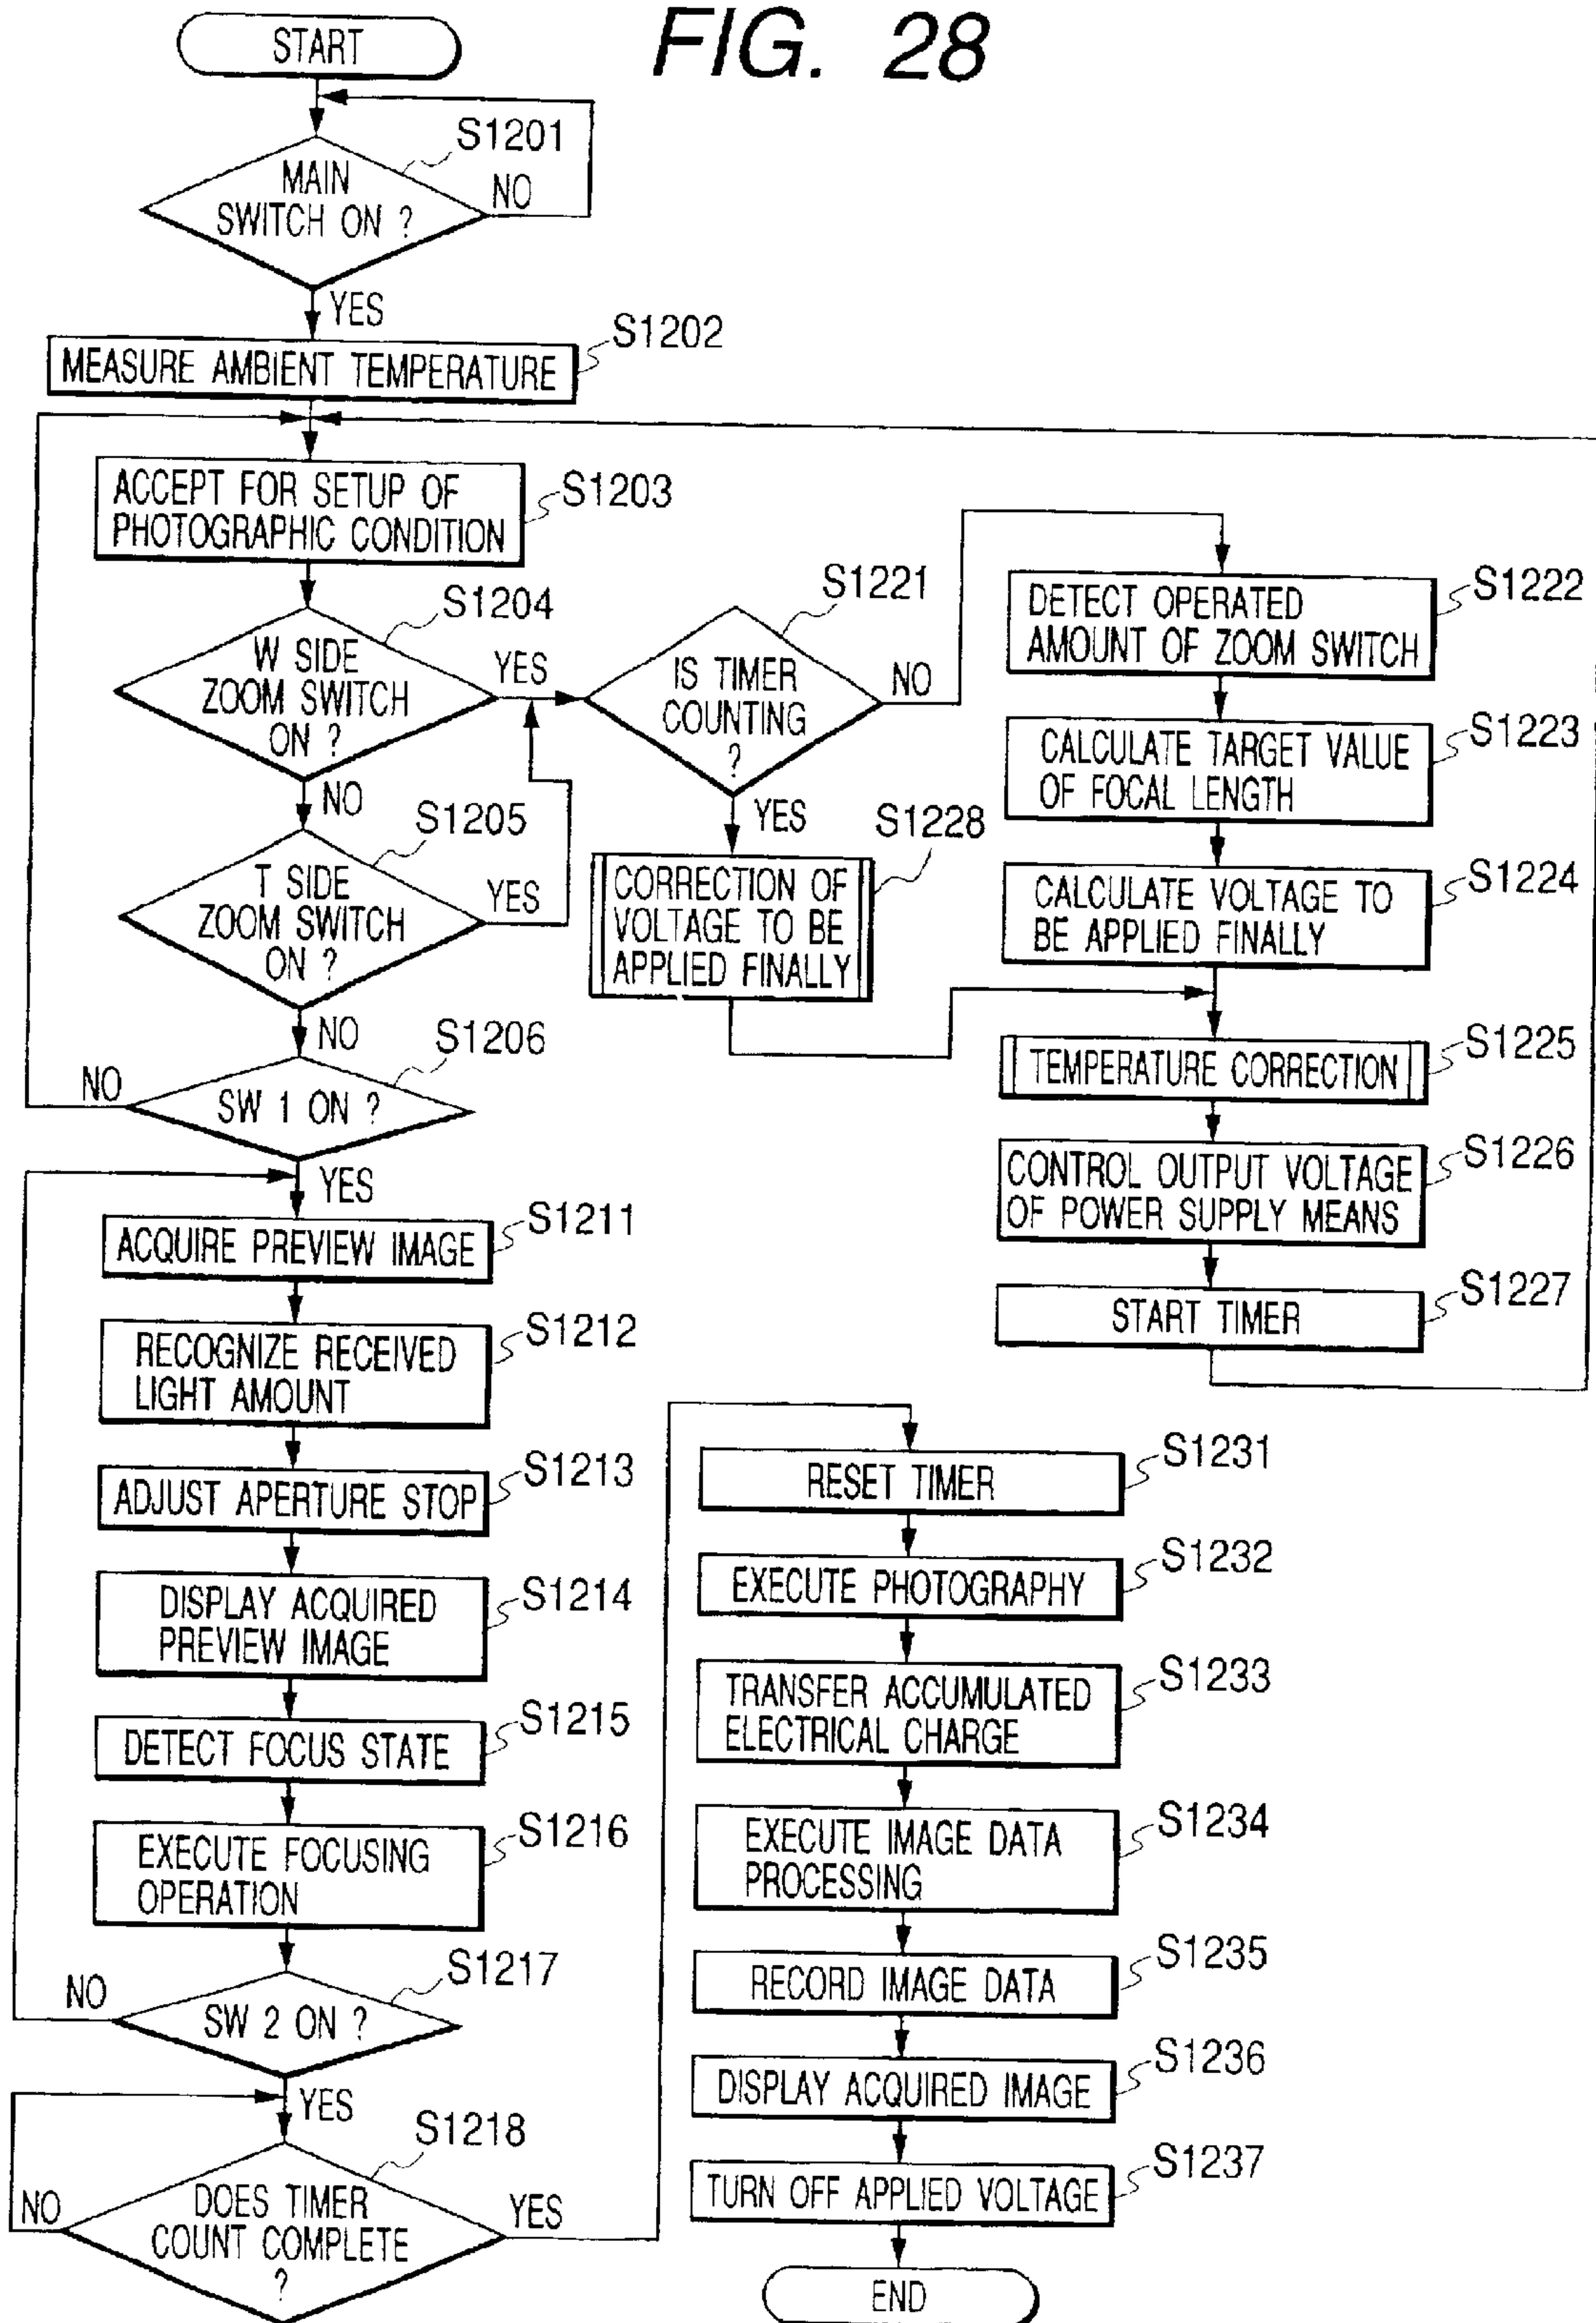 FIG. 28
START
S1201
MAIN
SWITCH ON ?
NO
YES
S1202
MEASURE AMBIENT TEMPERATURE
ACCEPT FOR SETUP OF
PHOTOGRAPHIC CONDITION
S1203
S1204
W SIDE
ZOOM SWITCH
ON ?
YES
NO
S1205
T SIDE
ZOOM SWITCH
ON ?
YES
NO
S1206
SW 1 ON ?
NO
YES
S1211
ACQUIRE PREVIEW IMAGE
S1212
RECOGNIZE RECEIVED
LIGHT AMOUNT
S1213
ADJUST APERTURE STOP
S1214
DISPLAY ACQUIRED
PREVIEW IMAGE
S1215
DETECT FOCUS STATE
S1216
EXECUTE FOCUSING
OPERATION
S1217
SW 2 ON ?
NO
YES
S1218
DOES TIMER
COUNT COMPLETE
?
NO
YES
S1221
IS TIMER
COUNTING
?
NO
YES
S1228
CORRECTION OF
VOLTAGE TO BE
APPLIED FINALLY
S1222
DETECT OPERATED
AMOUNT OF ZOOM SWITCH
S1223
CALCULATE TARGET VALUE
OF FOCAL LENGTH
S1224
CALCULATE VOLTAGE TO
BE APPLIED FINALLY
S1225
TEMPERATURE CORRECTION
S1226
CONTROL OUTPUT VOLTAGE
OF POWER SUPPLY MEANS
S1227
START TIMER
S1231
RESET TIMER
S1232
EXECUTE PHOTOGRAPHY
S1233
TRANSFER ACCUMULATED
ELECTRICAL CHARGE
S1234
EXECUTE IMAGE DATA
PROCESSING
S1235
RECORD IMAGE DATA
S1236
DISPLAY ACQUIRED IMAGE
S1237
TURN OFF APPLIED VOLTAGE
END